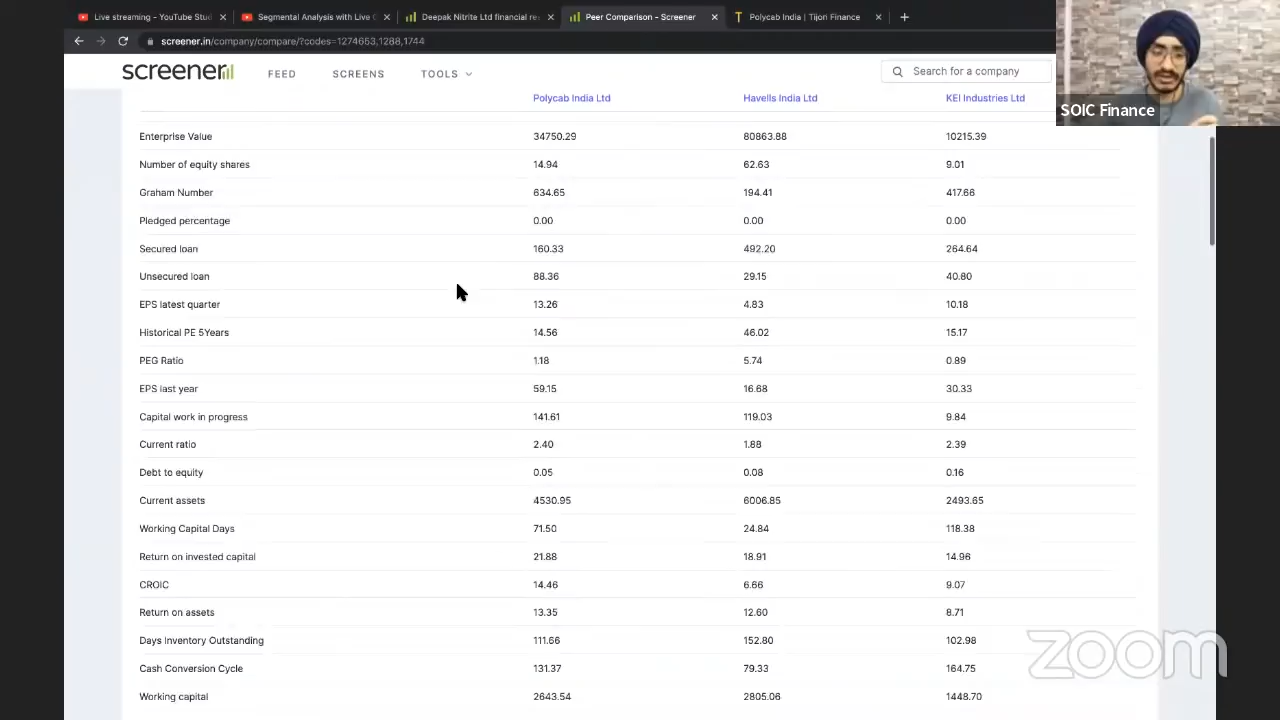 Live streaming - YouTube Stud
Segmental Analysis with Live C
Deepak Nitrite Ltd financial re
Peer Comparison - Screener
Polycab India | Tijori Finance
screener.in/company/compare/?codes=1274653,1288,1744
screener
FEED
SCREENS
TOOLS
Search for a company
SOIC Finance
Polycab India Ltd Havells India Ltd KEI Industries Ltd
Enterprise Value 34750.29 80863.88 10215.39
Number of equity shares 14.94 62.63 9.01
Graham Number 634.65 194.41 417.66
Pledged percentage 0.00 0.00 0.00
Secured loan 160.33 492.20 264.64
Unsecured loan 88.36 29.15 40.80
EPS latest quarter 13.26 4.83 10.18
Historical PE 5Years 14.56 46.02 15.17
PEG Ratio 1.18 5.74 0.89
EPS last year 59.15 16.68 30.33
Capital work in progress 141.61 119.03 9.84
Current ratio 2.40 1.88 2.39
Debt to equity 0.05 0.08 0.16
Current assets 4530.95 6006.85 2493.65
Working Capital Days 71.50 24.84 118.38
Return on invested capital 21.88 18.91 14.96
CROIC 14.46 6.66 9.07
Return on assets 13.35 12.60 8.71
Days Inventory Outstanding 111.66 152.80 102.98
Cash Conversion Cycle 131.37 79.33 164.75
Working capital 2643.54 2805.06 1448.70
zoom